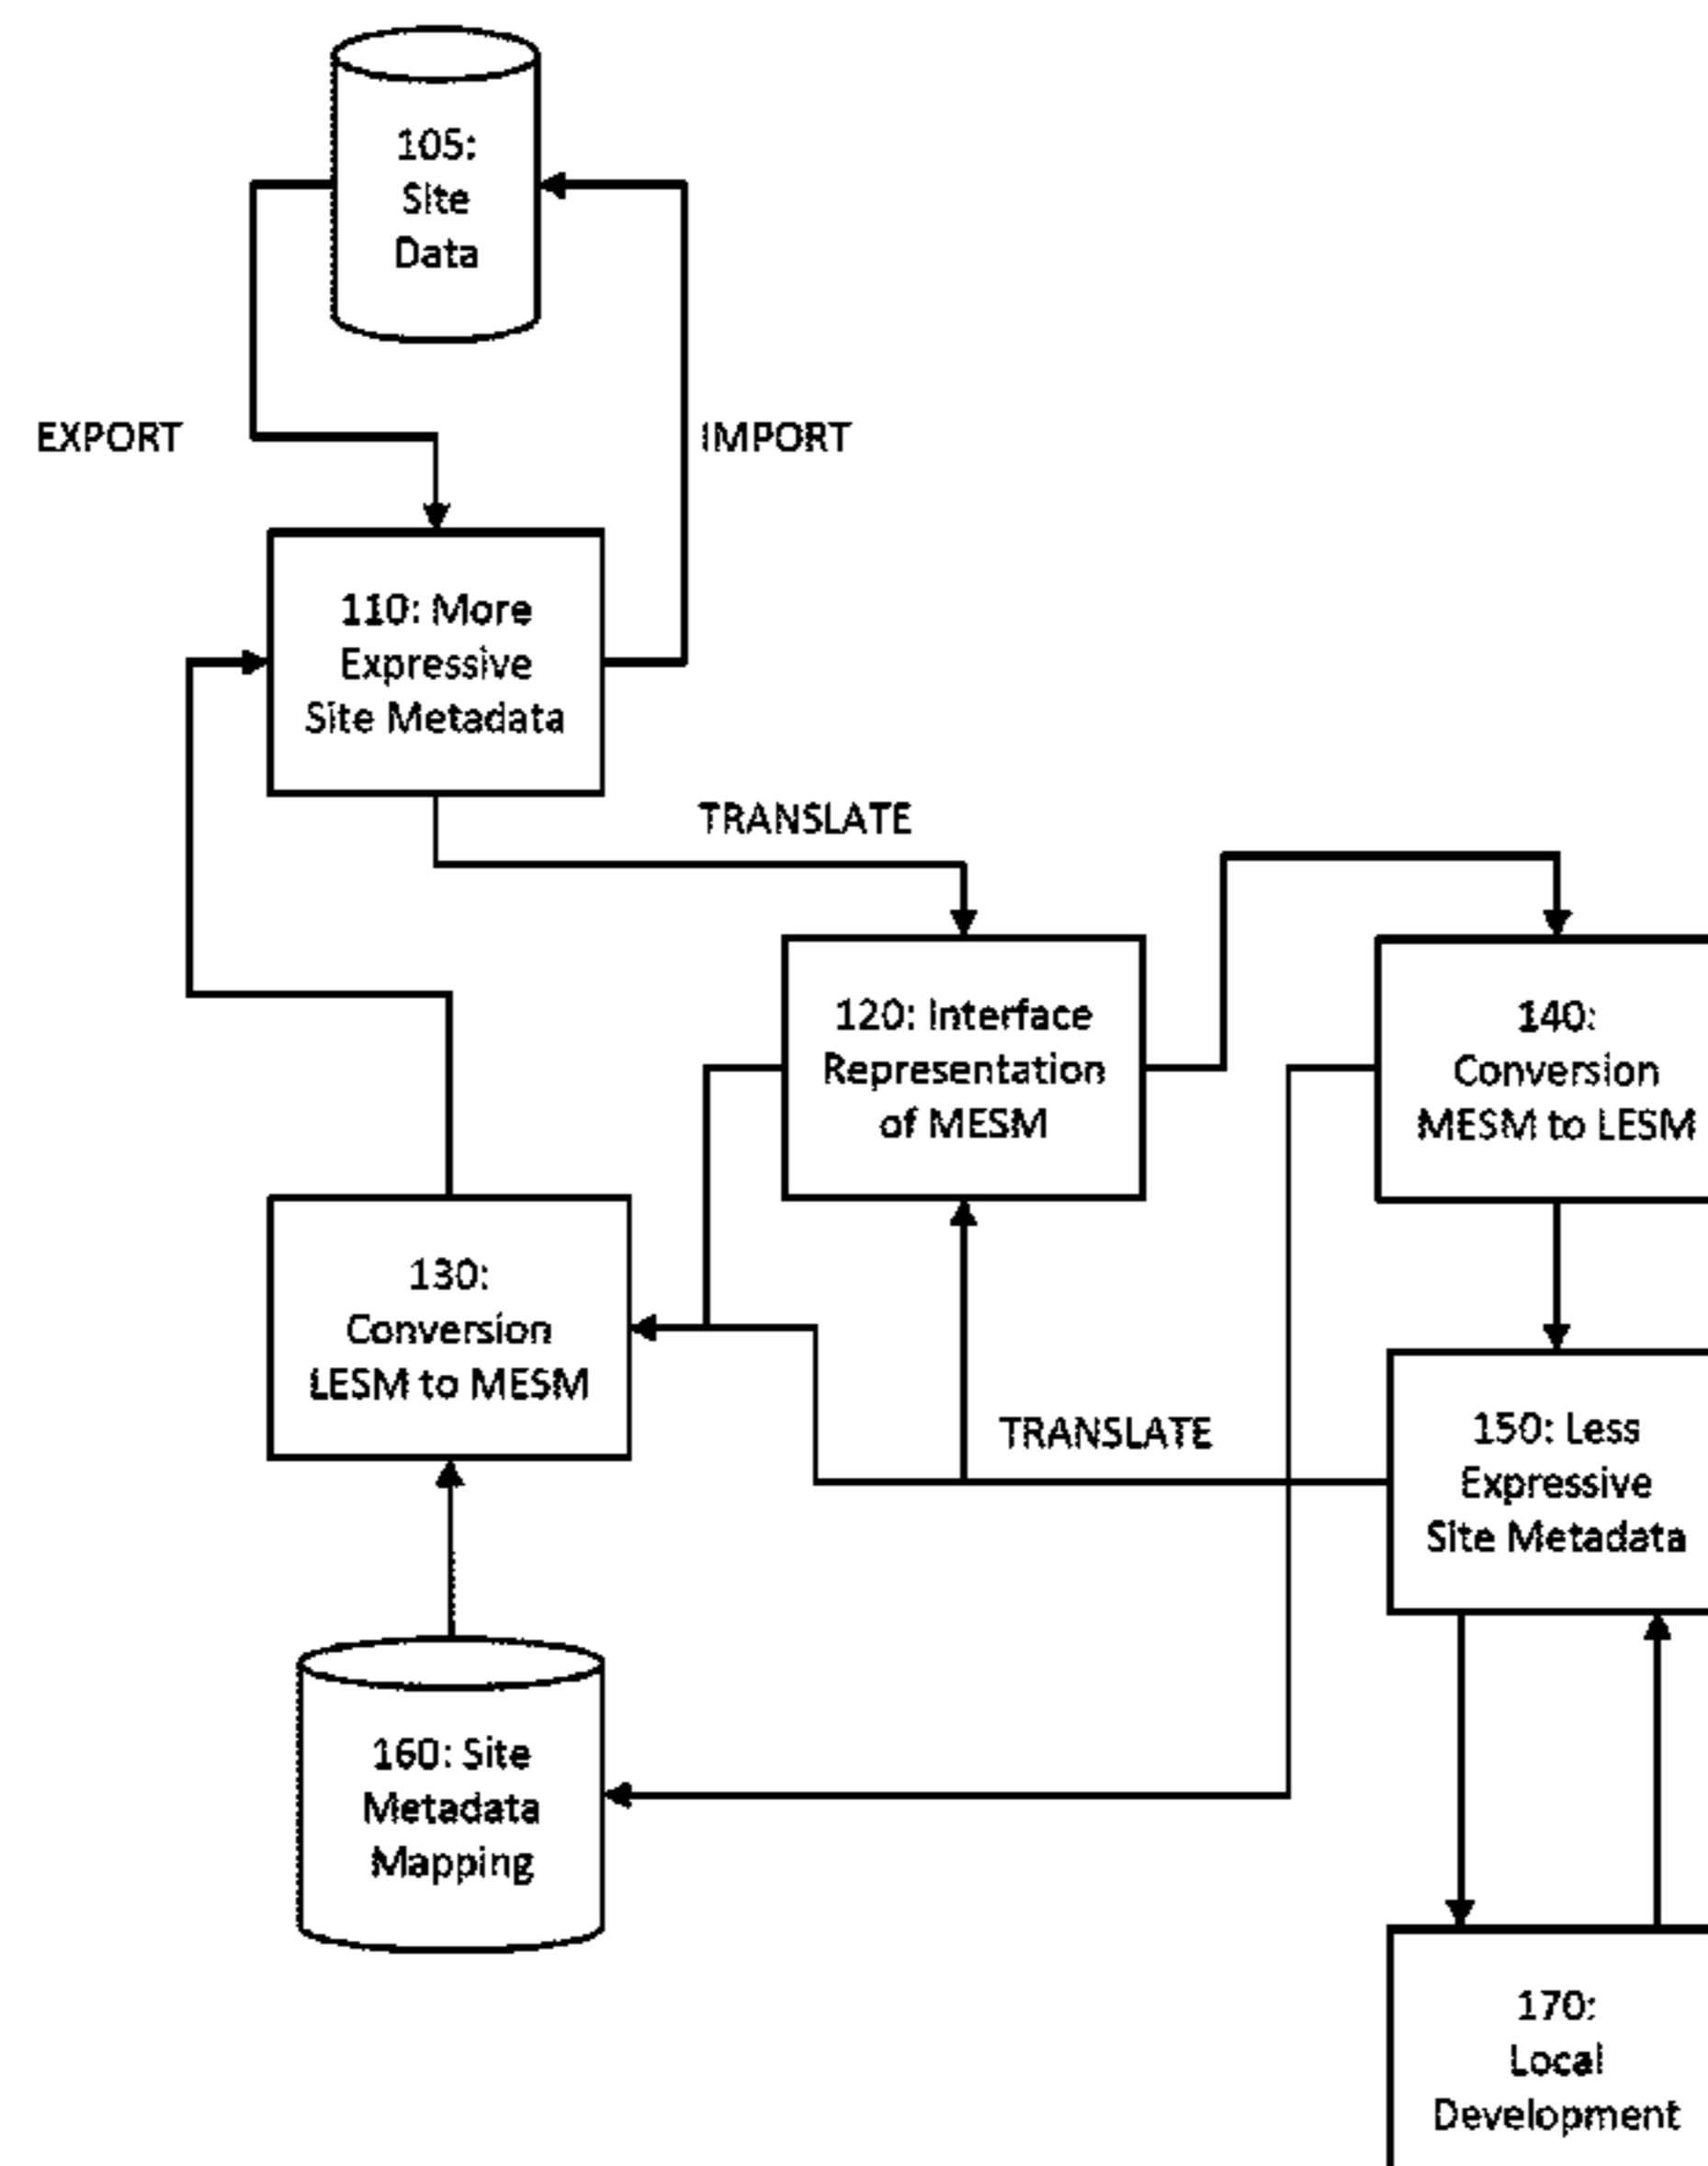 105:
Site
Data
EXPORT
IMPORT
110: More
Expressive
Site Metadata
TRANSLATE
120: Interface
Representation
of MESM
140:
Conversion
MESM to LESM
130:
Conversion
LESM to MESM
TRANSLATE
150: Less
Expressive
Site Metadata
160: Site
Metadata
Mapping
170:
Local
Development